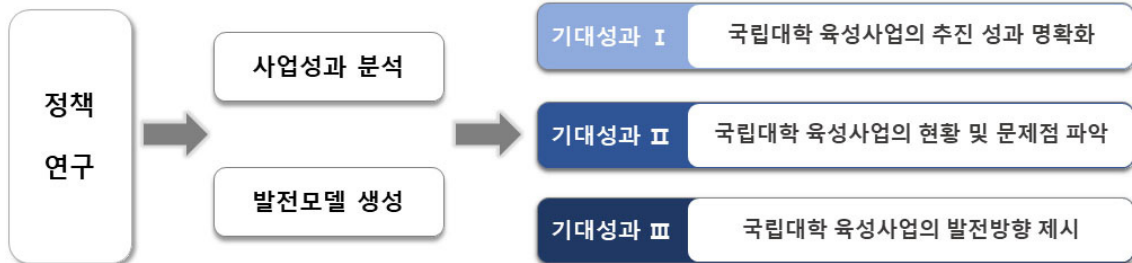 정책
연구
사업성과 분석
발전모델 생성
기대성과 Ⅰ
국립대학 육성사업의 추진 성과 명확화
기대성과 Ⅱ
국립대학 육성사업의 현황 및 문제점 파악
기대성과 Ⅲ
국립대학 육성사업의 발전방향 제시